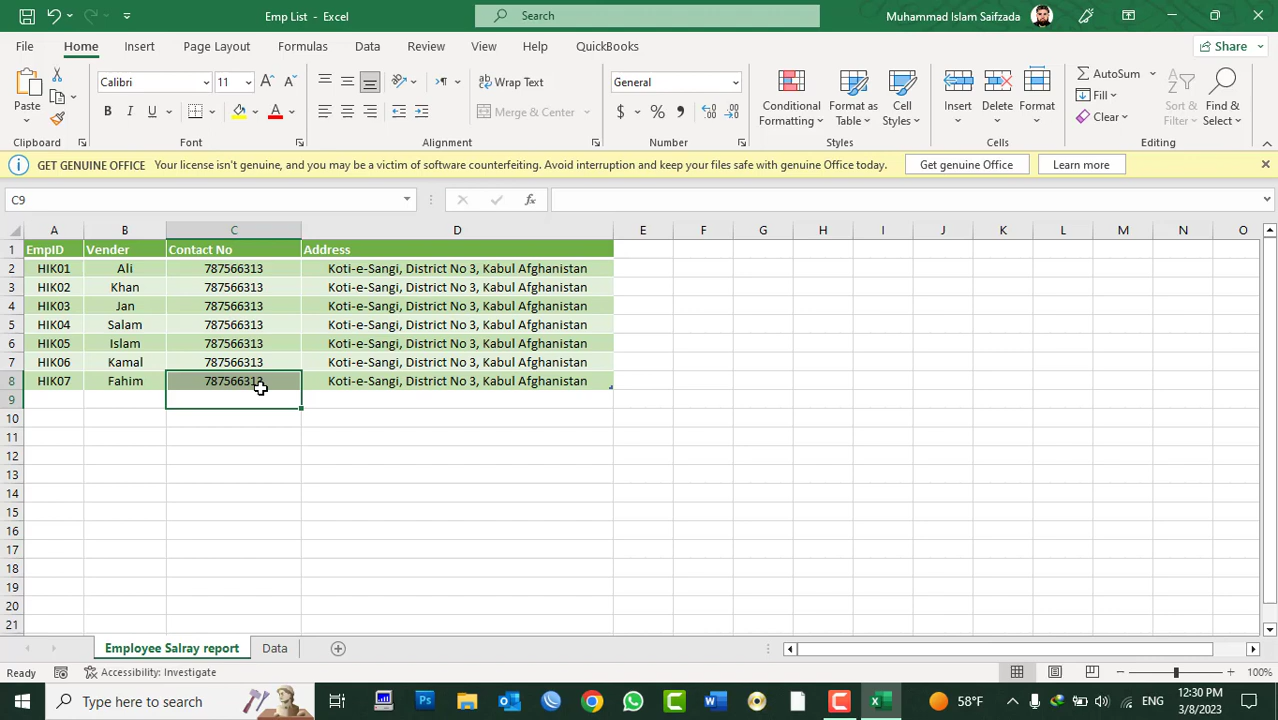 Emp List - Excel
Search
Muhammad Islam Saifzada
File Home Insert Page Layout Formulas Data Review View Help QuickBooks Share
Paste
Clipboard
Calibri 11
B I U
Font
Wrap Text
Merge & Center
Alignment
General
$ % 
Number
Conditional Formatting
Format as Table
Cell Styles
Styles
Insert
Delete
Format
Cells
AutoSum
Fill
Clear
Sort & Filter
Find & Select
Editing
GET GENUINE OFFICE Your license isn't genuine, and you may be a victim of software counterfeiting. Avoid interruption and keep your files safe with genuine Office today. Get genuine Office Learn more
C9 fx
A B C D E F G H I J K L M N O
1 EmpID Vender Contact No Address
2 HIK01 Ali 787566313 Koti-e-Sangi, District No 3, Kabul Afghanistan
3 HIK02 Khan 787566313 Koti-e-Sangi, District No 3, Kabul Afghanistan
4 HIK03 Jan 787566313 Koti-e-Sangi, District No 3, Kabul Afghanistan
5 HIK04 Salam 787566313 Koti-e-Sangi, District No 3, Kabul Afghanistan
6 HIK05 Islam 787566313 Koti-e-Sangi, District No 3, Kabul Afghanistan
7 HIK06 Kamal 787566313 Koti-e-Sangi, District No 3, Kabul Afghanistan
8 HIK07 Fahim 787566313 Koti-e-Sangi, District No 3, Kabul Afghanistan
9
10
11
12
13
14
15
16
17
18
19
20
21
Employee Salray report Data
Ready Accessibility: Investigate 100%
Type here to search
58°F
ENG
12:30 PM
3/8/2023